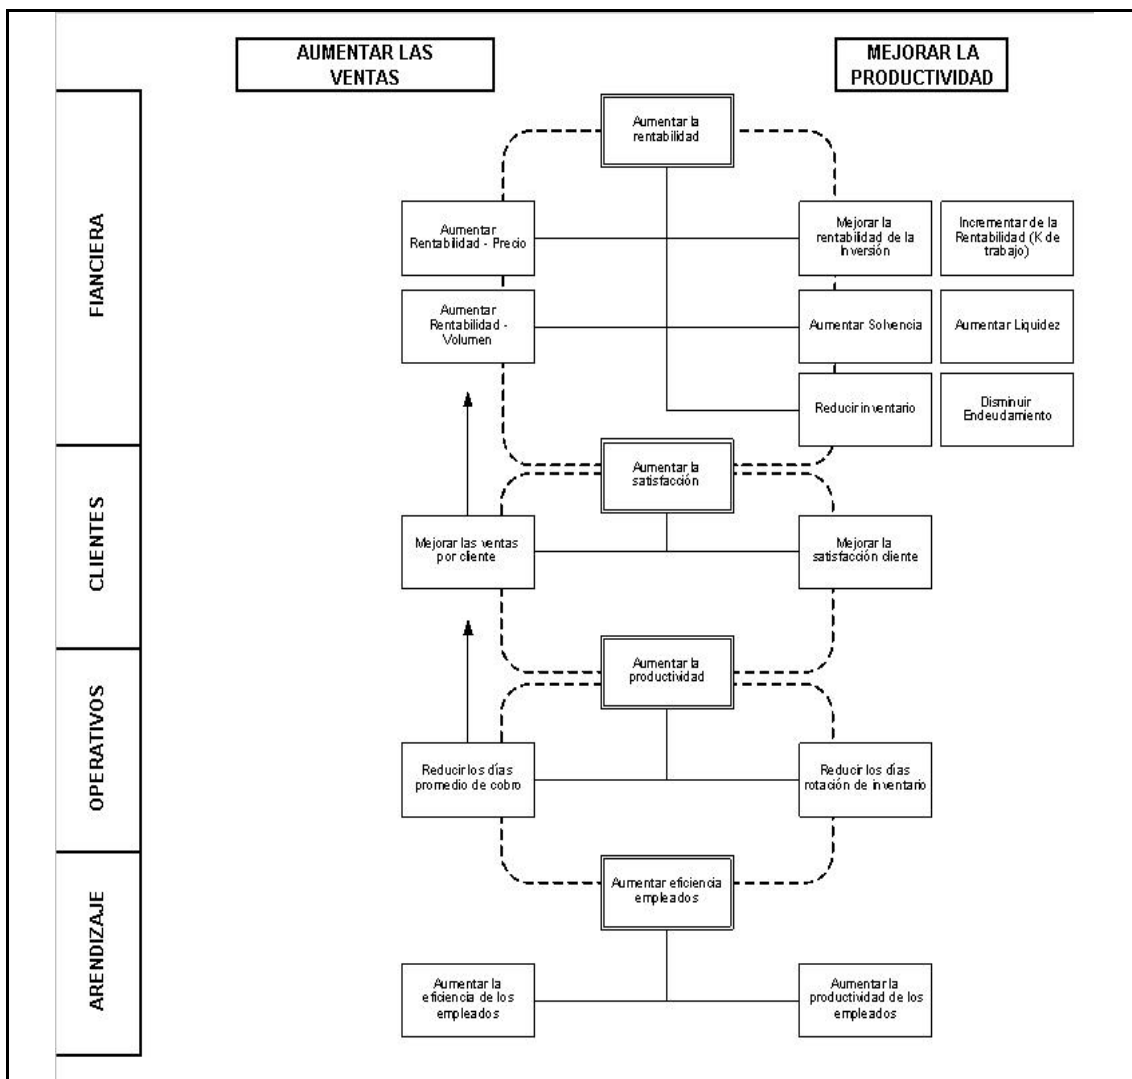 AUMENTAR LAS
VENTAS
MEJORAR LA
PRODUCTIVIDAD
FIANCIERA
Aumentar la
rentabilidad
Aumentar
Rentabilidad - Precio
Mejorar la
rentabilidad de la
Inversión
Incrementar de la
Rentabilidad (K de
trabajo)
Aumentar
Rentabilidad -
Volumen
Aumentar Solvencia
Aumentar Liquidez
Reducir inventario
Disminuir
Endeudamiento
CLIENTES
Aumentar la
satisfacción
Mejorar las ventas
por cliente
Mejorar la
satisfacción cliente
OPERATIVOS
Aumentar la
productividad
Reducir los días
promedio de cobro
Reducir los días
rotación de inventario
ARENDIZAJE
Aumentar eficiencia
empleados
Aumentar la
eficiencia de los
empleados
Aumentar la
productividad de los
empleados